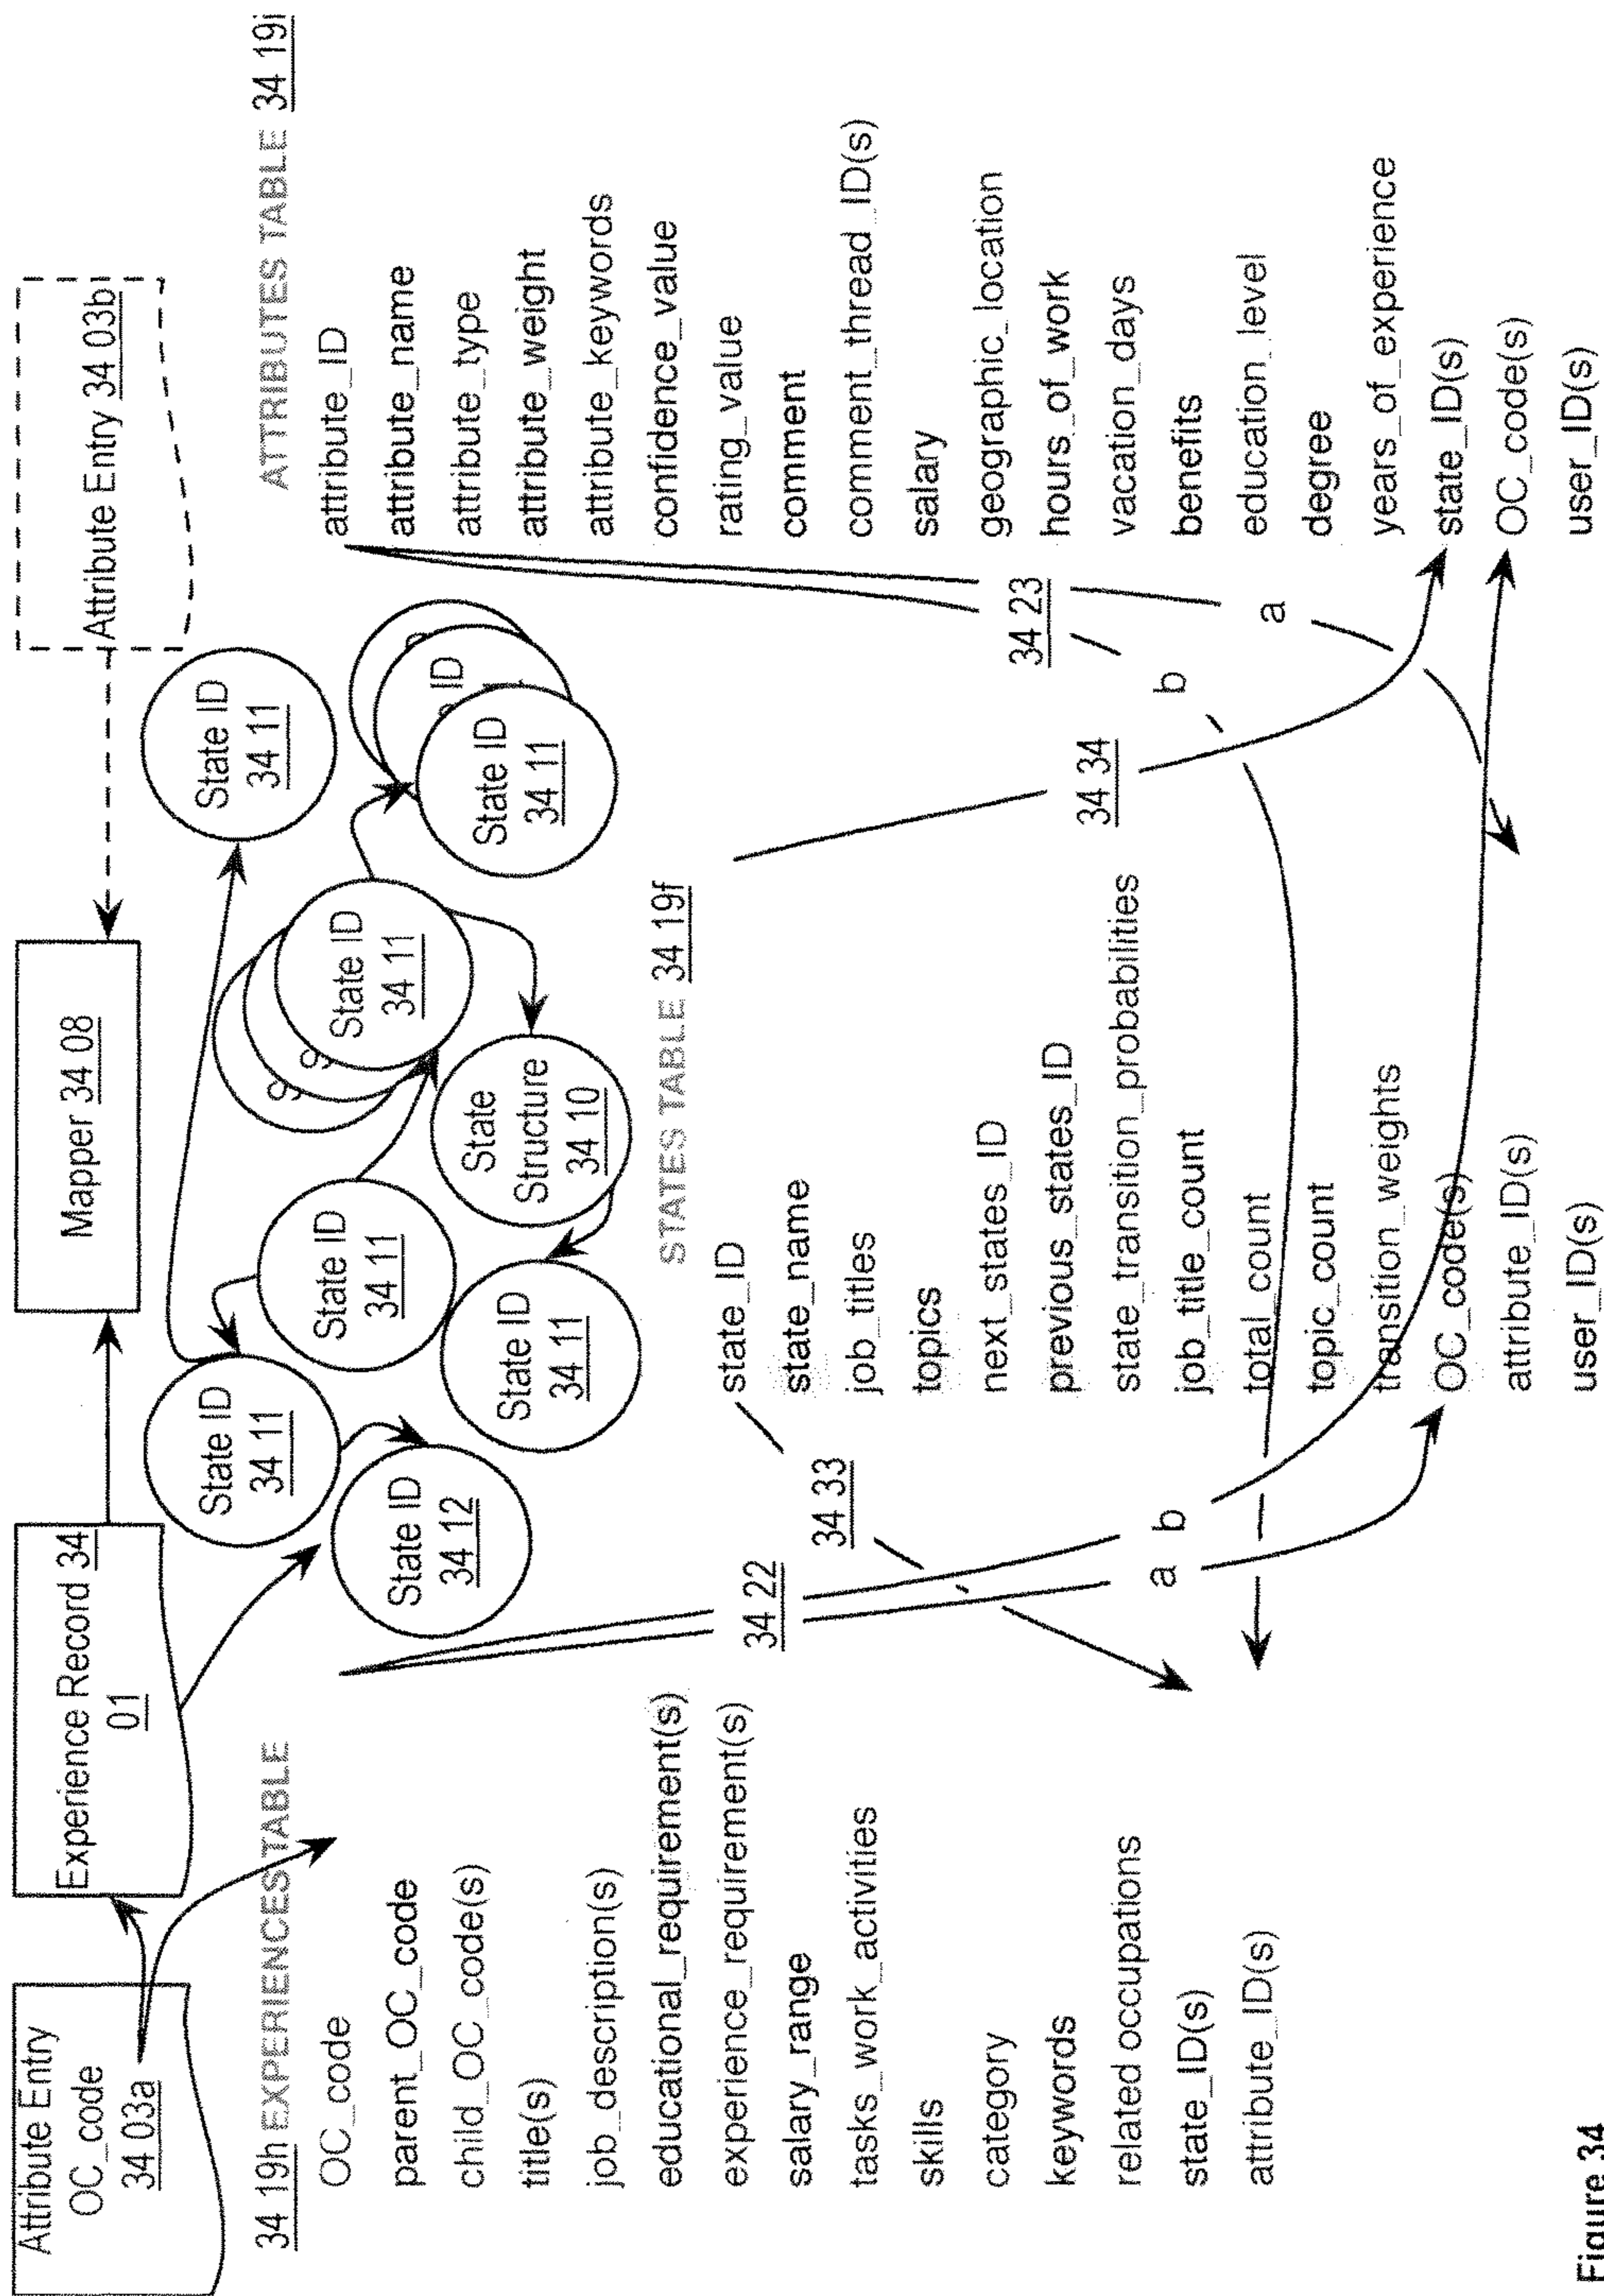 Attribute Entry
OC_code
34 03a
Experience Record 34
01
Mapper 34 08
Attribute Entry 34 03b
State ID
34 11
State ID
34 12
State ID
34 11
State ID
34 11
State
Structure
34 10
State ID
34 11
State ID
34 11
ID
State ID
34 11
34 19h EXPERIENCESTABLE
OC_code
parent_OC_code
child_OC_code(s)
title(s)
job_description(s)
educational_requirement(s)
experience_requirement(s)
salary_range
tasks_work_activities
skills
category
keywords
related occupations
state_ID(s)
attribute_ID(s)
34 22
a
b
34 33
STATES TABLE 34 19f
state_ID
state_name
job_titles
topics
next_states_ID
previous_states_ID
state_transition_probabilities
job_title_count
total_count
topic_count
transition_weights
OC_code(s)
attribute_ID(s)
user_ID(s)
34 34
34 23
b
a
ATTRIBUTES TABLE 34 19i
attribute_ID
attribute_name
attribute_type
attribute_weight
attribute_keywords
confidence_value
rating_value
comment
comment_thread_ID(s)
salary
geographic_location
hours_of_work
vacation_days
benefits
education_level
degree
years_of_experience
state_ID(s)
OC_code(s)
user_ID(s)
Figure 34